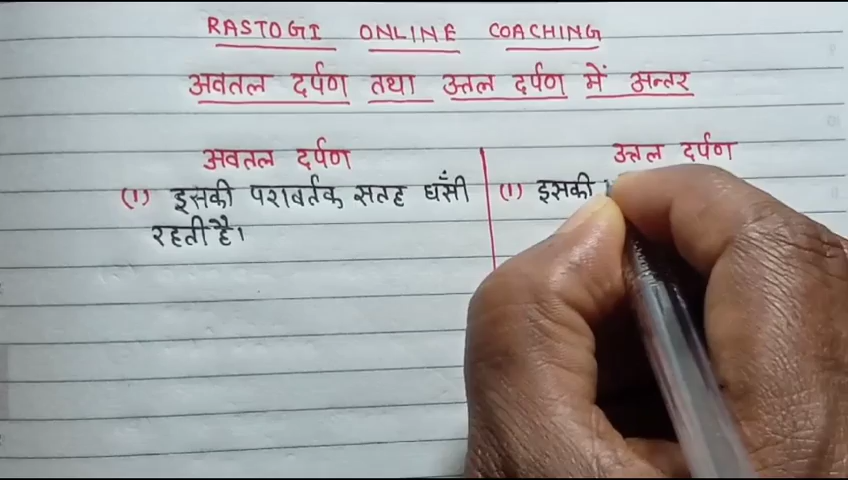 RASTOGI ONLINE COACHING
अवतल दर्पण तथा उत्तल दर्पण में अन्तर
अवतल दर्पण
(1) इसकी परावर्तक सतह धँसी
रहती है।
उत्तल दर्पण
(1) इसकी